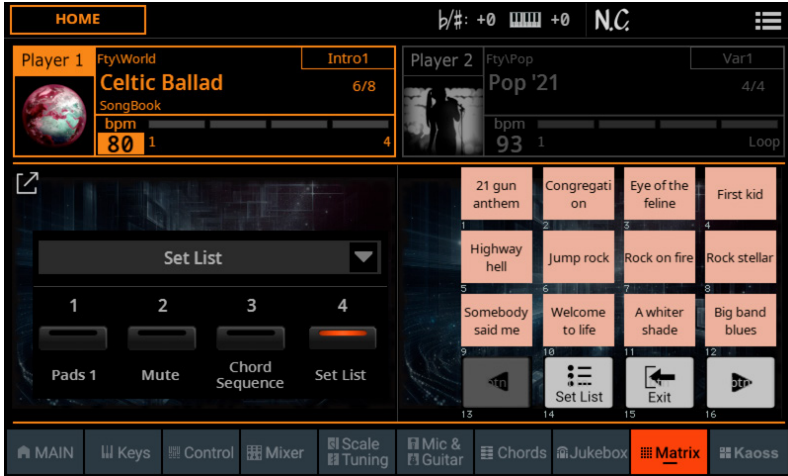 HOME
b/#: +0 +0 N.C.
Player 1 Fty\World Intro1
Celtic Ballad 6/8
SongBook
bpm
80 1 4
Player 2 Fty\Pop Var1
Pop '21 4/4
bpm
93 1 Loop
Set List
1 2 3 4
Pads 1 Mute Chord Sequence Set List
21 gun
anthem
1
Congregati
on
2
Eye of the
feline
3
First kid
4
Highway
hell
5
Jump rock
6
Rock on fire
7
Rock stellar
8
Somebody
said me
9
Welcome
to life
10
A whiter
shade
11
Big band
blues
12
13
Set List
14
Exit
15
16
MAIN Keys Control Mixer Scale Tuning Mic & Guitar Chords Jukebox Matrix Kaoss